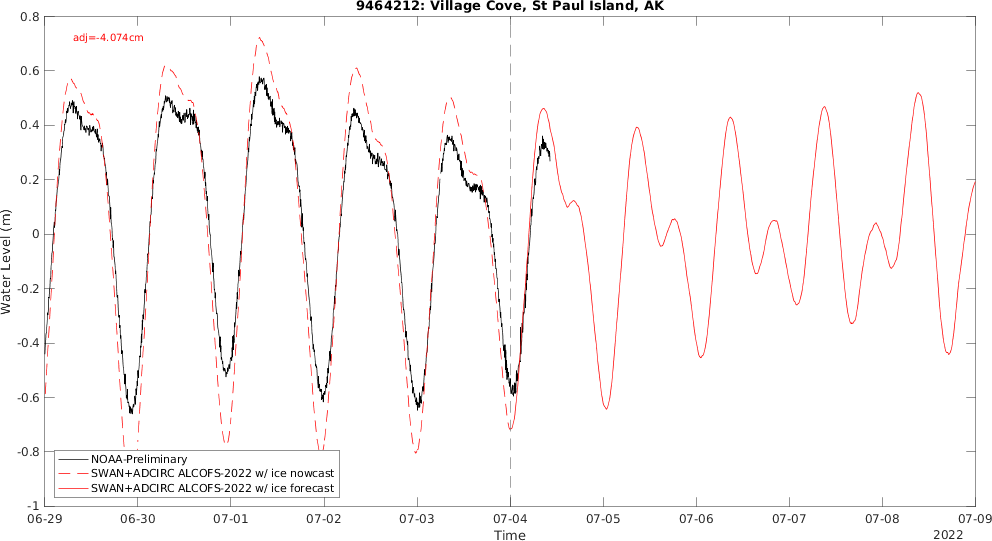 9464212: Village Cove, St Paul Island, AK
adj=-4.074cm
0.8
0.6
0.4
0.2
0
-0.2
-0.4
-0.6
-0.8
-1
Water Level (m)
NOAA-Preliminary
SWAN+ADCIRC ALCOFS-2022 w/ ice nowcast
SWAN+ADCIRC ALCOFS-2022 w/ ice forecast
06-29 06-30 07-01 07-02 07-03 07-04 07-05 07-06 07-07 07-08 07-09
Time
2022